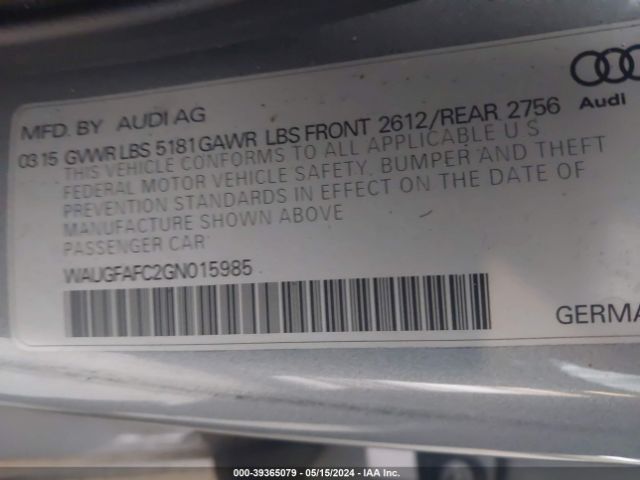 MFD. BY AUDI AG
Audi
03 15 GVWR LBS 5181 GAWR LBS FRONT 2612/REAR 2756
THIS VEHICLE CONFORMS TO ALL APPLICABLE U S
FEDERAL MOTOR VEHICLE SAFETY, BUMPER AND THEFT
PREVENTION STANDARDS IN EFFECT ON THE DATE OF
MANUFACTURE SHOWN ABOVE
PASSENGER CAR
WAUGFAFC2GN015985
GERMA
000-39365079 - 05/15/2024 - IAA Inc.